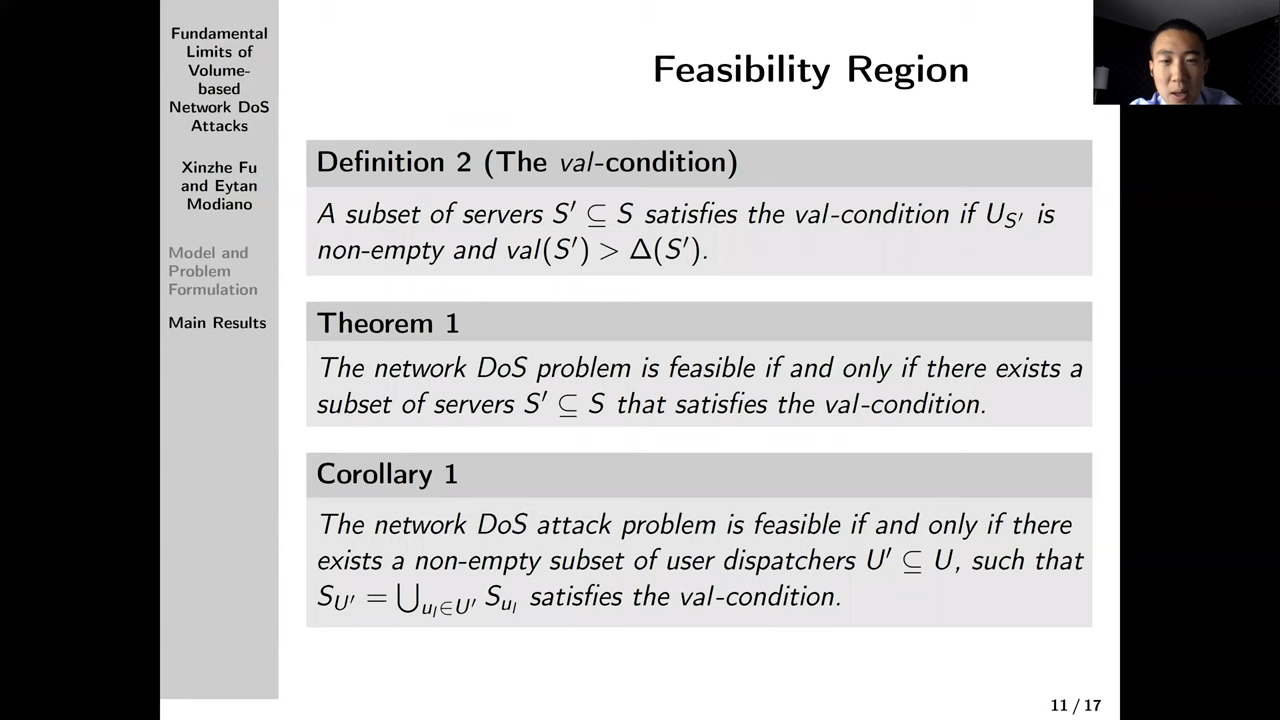 Fundamental
Limits of
Volume-
based
Network DoS
Attacks
Xinzhe Fu
and Eytan
Modiano
Model and
Problem
Formulation
Main Results
Feasibility Region
Definition 2 (The val-condition)
A subset of servers S′ ⊆ S satisfies the val-condition if U_{S′} is
non-empty and val(S′) > Δ(S′).
Theorem 1
The network DoS problem is feasible if and only if there exists a
subset of servers S′ ⊆ S that satisfies the val-condition.
Corollary 1
The network DoS attack problem is feasible if and only if there
exists a non-empty subset of user dispatchers U′ ⊆ U, such that
S_{U′} = ⋃_{u_l∈U′} S_{u_l} satisfies the val-condition.
11 / 17